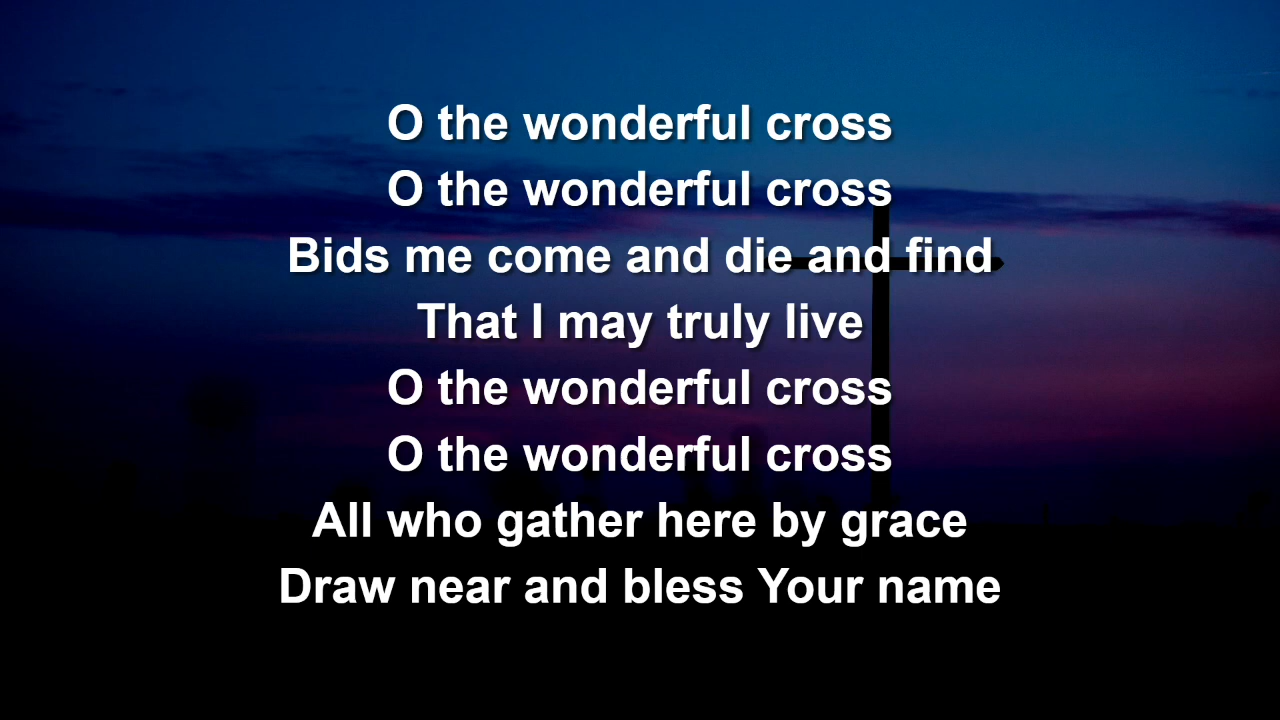 O the wonderful cross
O the wonderful cross
Bids me come and die and find
That I may truly live
O the wonderful cross
O the wonderful cross
All who gather here by grace
Draw near and bless Your name